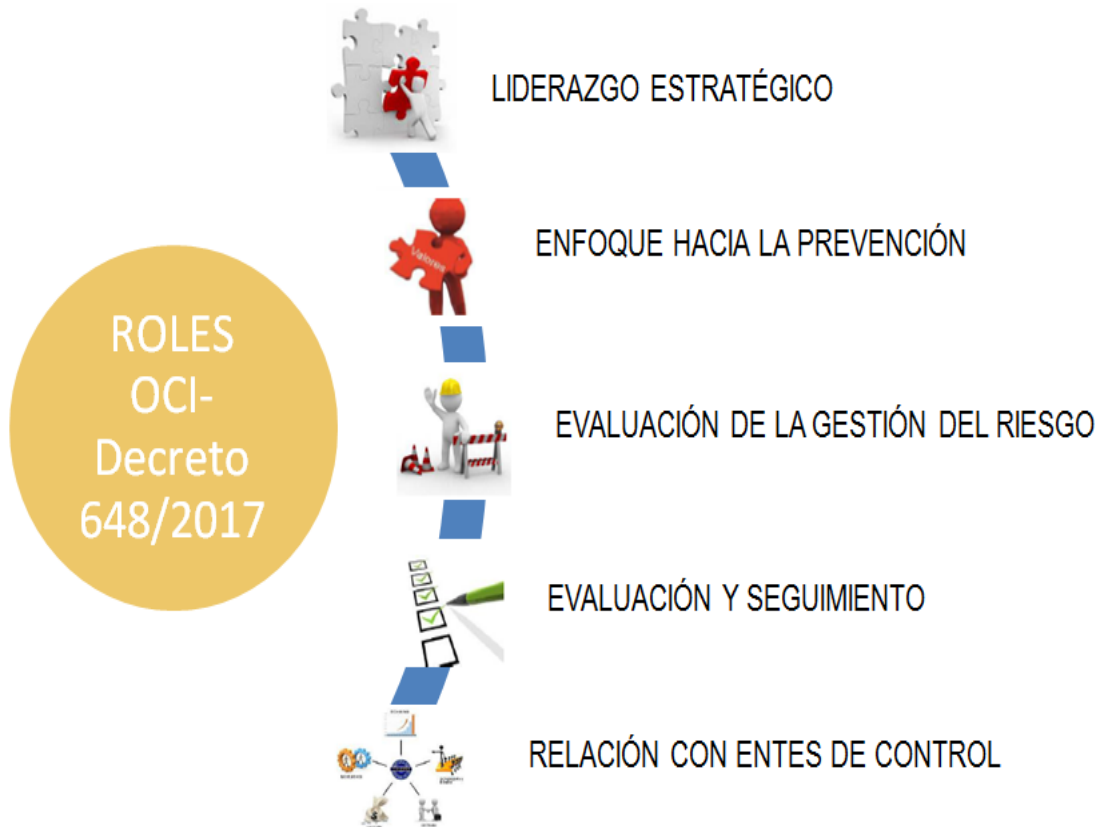 LIDERAZGO ESTRATÉGICO
ENFOQUE HACIA LA PREVENCIÓN
Valores
ROLES
OCI-
Decreto
648/2017
EVALUACIÓN DE LA GESTIÓN DEL RIESGO
EVALUACIÓN Y SEGUIMIENTO
RELACIÓN CON ENTES DE CONTROL